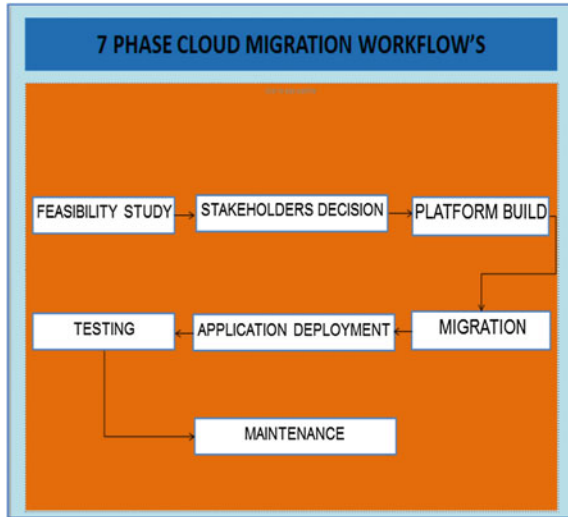 7 PHASE CLOUD MIGRATION WORKFLOW'S
FEASIBILITY STUDY
STAKEHOLDERS DECISION
PLATFORM BUILD
MIGRATION
APPLICATION DEPLOYMENT
TESTING
MAINTENANCE